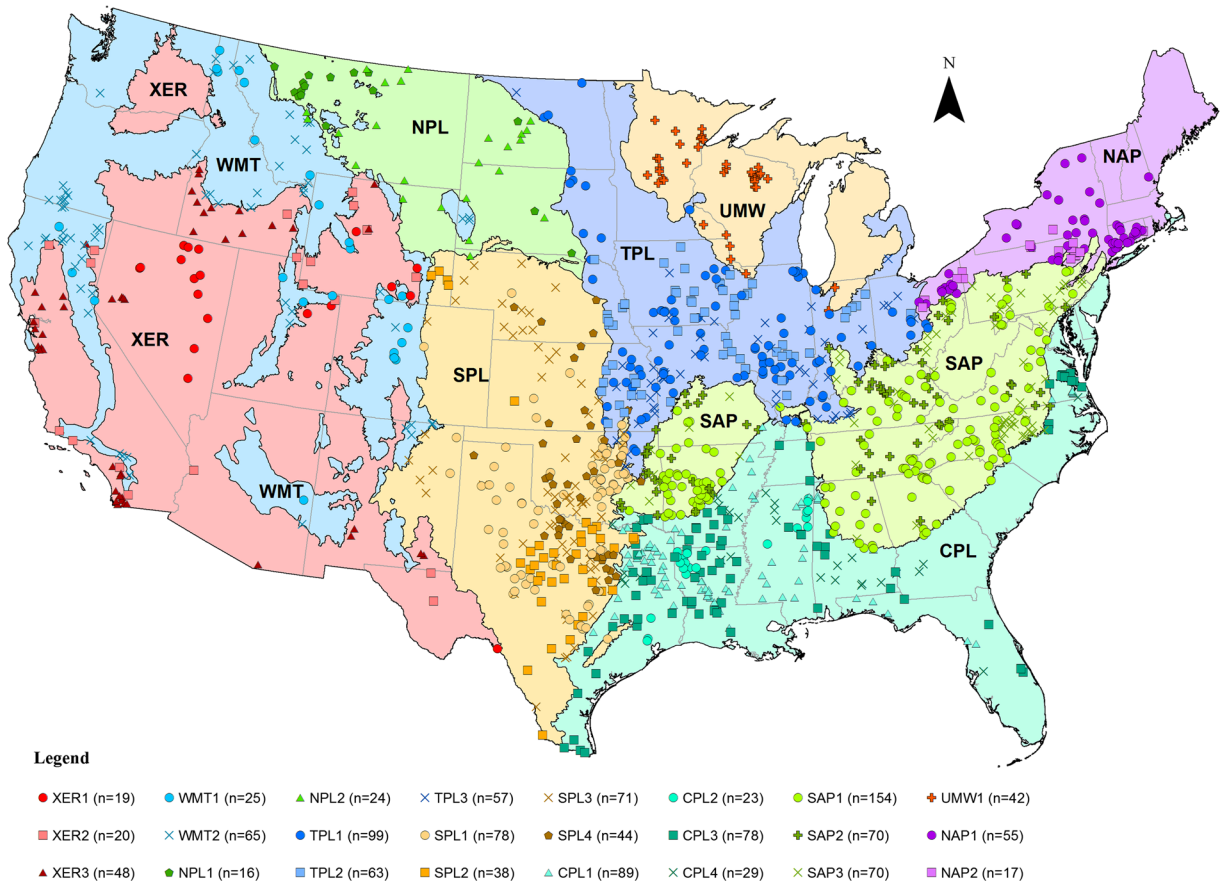 N
XER
WMT
NPL
UMW
NAP
TPL
XER
SPL
SAP
SAP
WMT
CPL
Legend
XER1 (n=19) WMT1 (n=25) NPL2 (n=24) TPL3 (n=57) SPL3 (n=71) CPL2 (n=23) SAP1 (n=154) UMW1 (n=42)
XER2 (n=20) WMT2 (n=65) TPL1 (n=99) SPL1 (n=78) SPL4 (n=44) CPL3 (n=78) SAP2 (n=70) NAP1 (n=55)
XER3 (n=48) NPL1 (n=16) TPL2 (n=63) SPL2 (n=38) CPL1 (n=89) CPL4 (n=29) SAP3 (n=70) NAP2 (n=17)